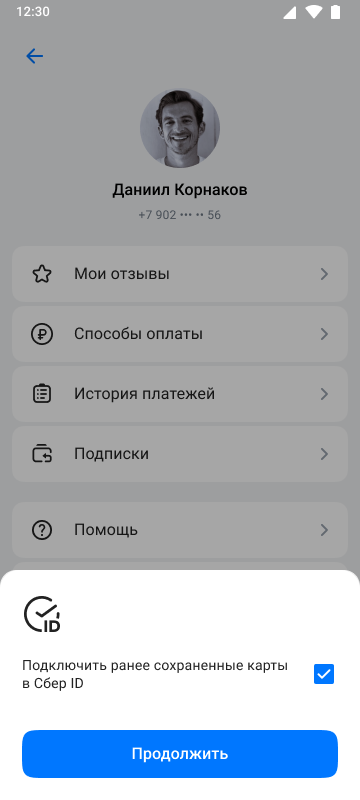 12:30
Даниил Корнаков
+7 902 ••• •• 56
Мои отзывы
Способы оплаты
История платежей
Подписки
Помощь
ID
Подключить ранее сохраненные карты
в Сбер ID
Продолжить